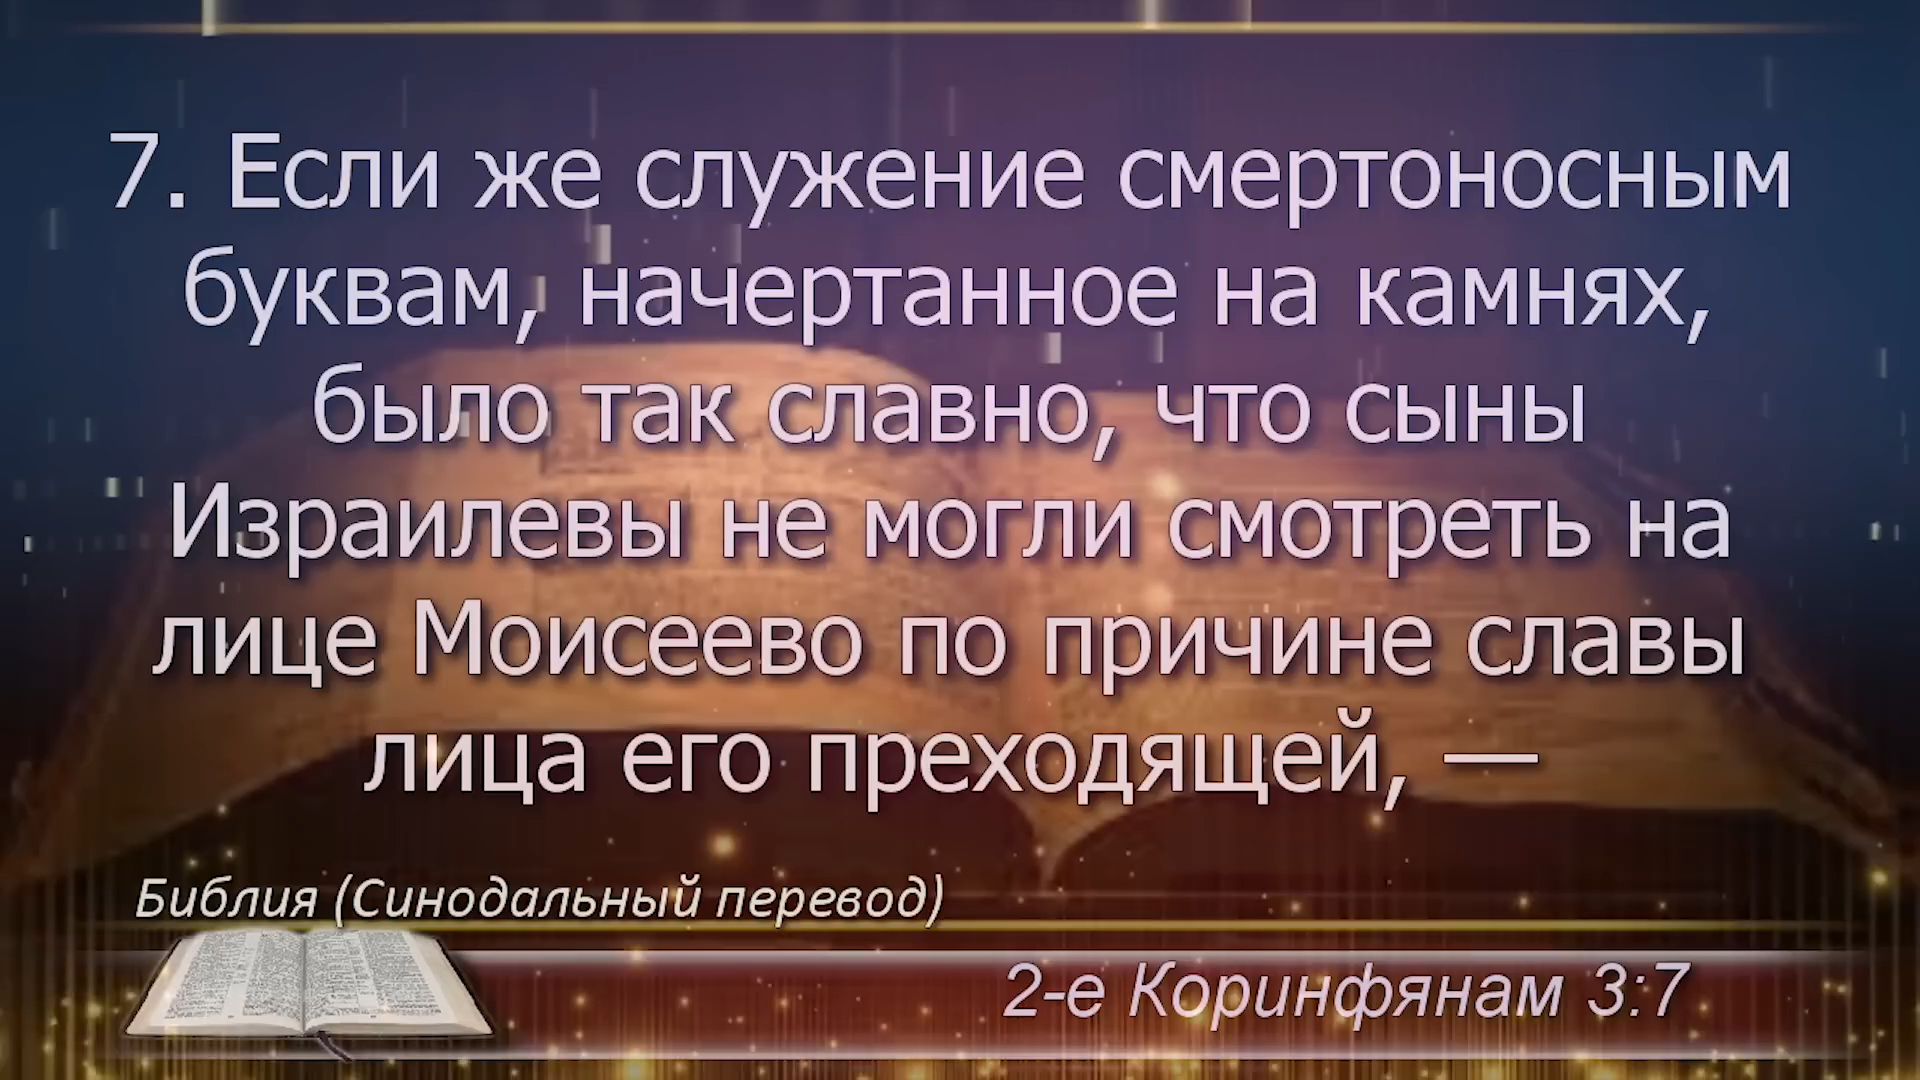 7. Если же служение смертоносным
буквам, начертанное на камнях,
было так славно, что сыны
Израилевы не могли смотреть на
лице Моисеево по причине славы
лица его преходящей, —
Библия (Синодальный перевод)
2-е Коринфянам 3:7